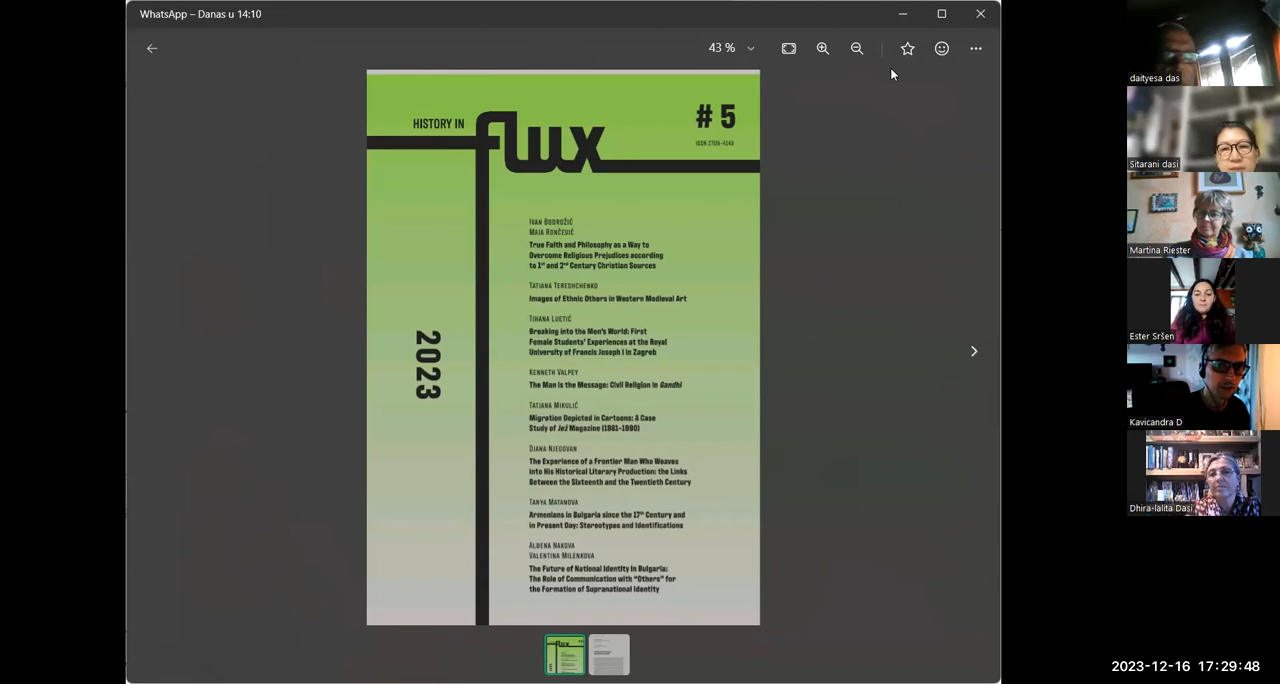 WhatsApp – Danas u 14:10
43 %
HISTORY IN
flux
# 5
ISSN 2706-4148
2023
IVAN BODROŽIĆ
MAJA RONČEVIĆ
True Faith and Philosophy as a Way to
Overcome Religious Prejudices according
to 1st and 2nd Century Christian Sources
TATIANA TERESHCHENKO
Images of Ethnic Others in Western Medieval Art
TIHANA LUETIĆ
Breaking into the Men's World: First
Female Students' Experiences at the Royal
University of Francis Joseph I in Zagreb
KENNETH VALPEY
The Man is the Message: Civil Religion in Gandhi
TATJANA MIKULIĆ
Migration Depicted in Cartoons: A Case
Study of Jež Magazine (1981-1990)
DIANA NJEGOVAN
The Experience of a Frontier Man Who Weaves
into His Historical Literary Production: the Links
Between the Sixteenth and the Twentieth Century
TANYA MATANOVA
Armenians in Bulgaria since the 17th Century and
in Present Day: Stereotypes and Identifications
ALBENA NAKOVA
VALENTINA MILENKOVA
The Future of National Identity in Bulgaria:
The Role of Communication with "Others" for
the Formation of Supranational Identity
daityesa das
Sitarani dasi
Martina Riester
Ester Sršen
Kavicandra D
Dhira-lalita Dasi
2023-12-16 17:29:48